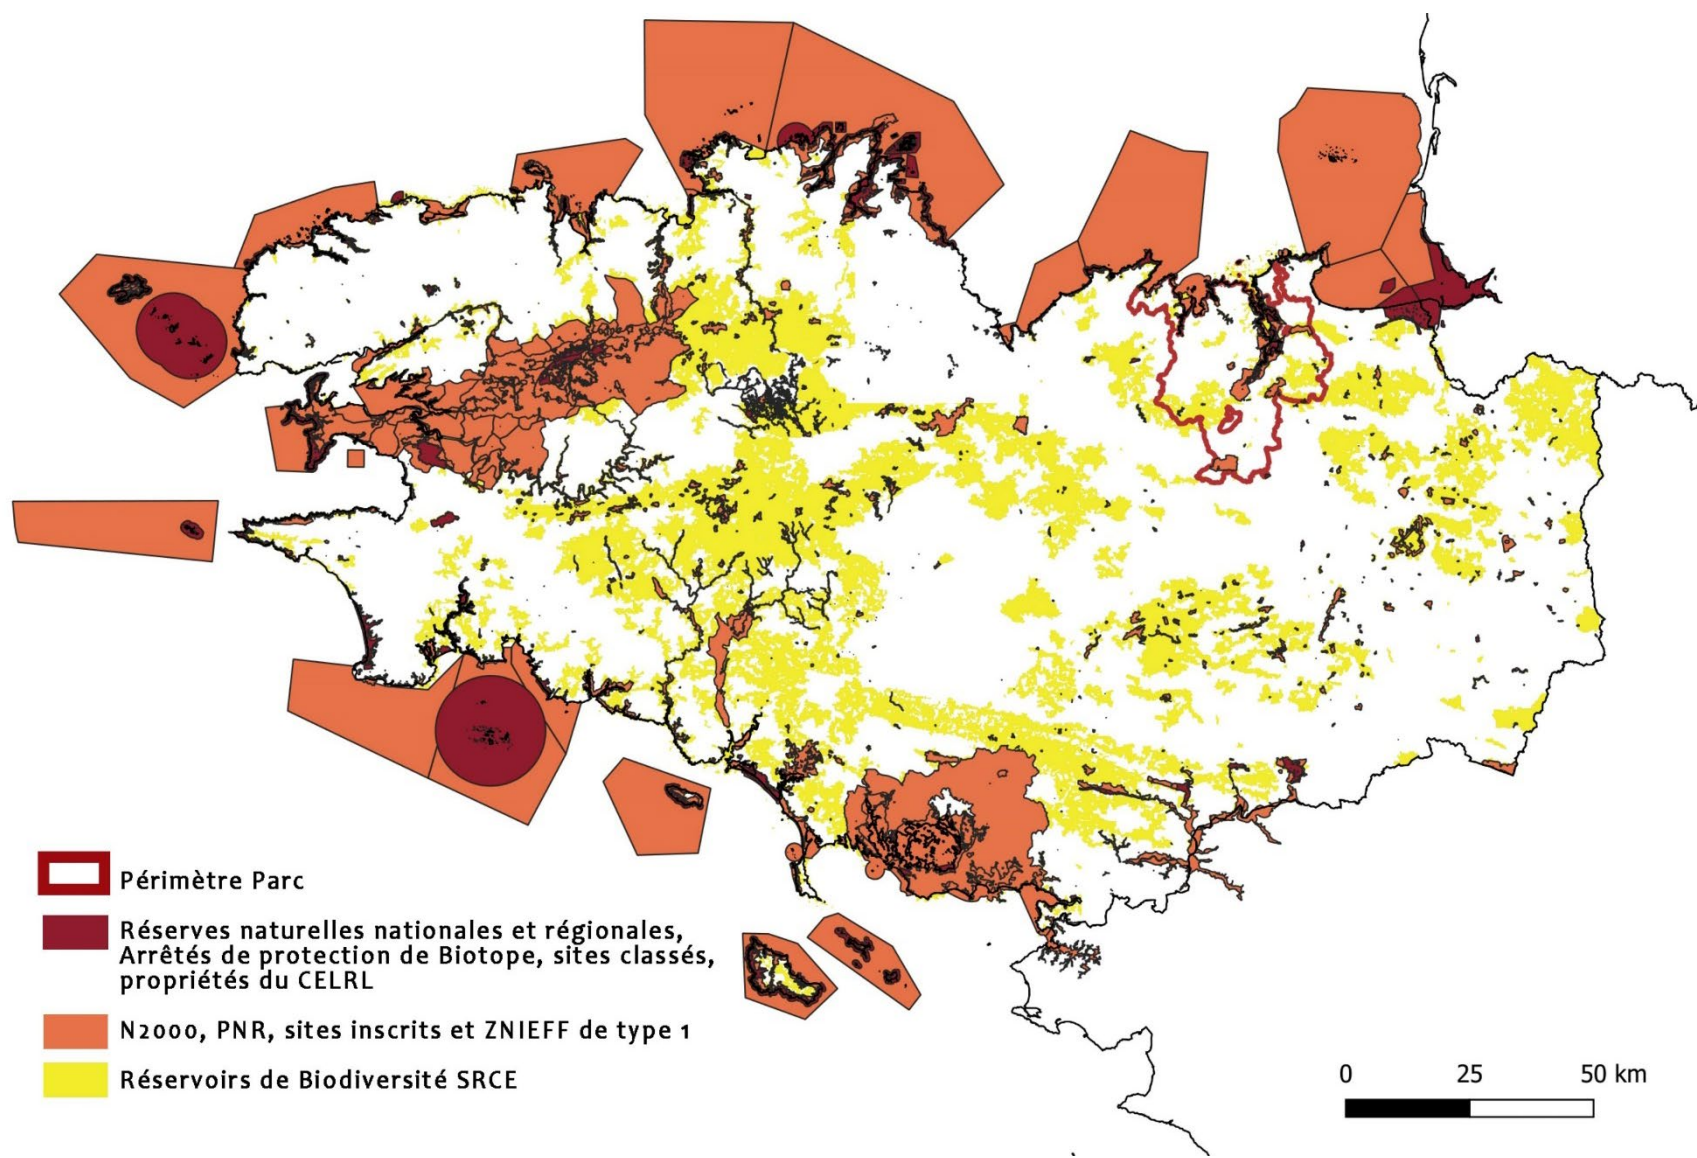 Périmètre Parc
Réserves naturelles nationales et régionales,
Arrêtés de protection de Biotope, sites classés,
propriétés du CELRL
N2000, PNR, sites inscrits et ZNIEFF de type 1
Réservoirs de Biodiversité SRCE
0 25 50 km